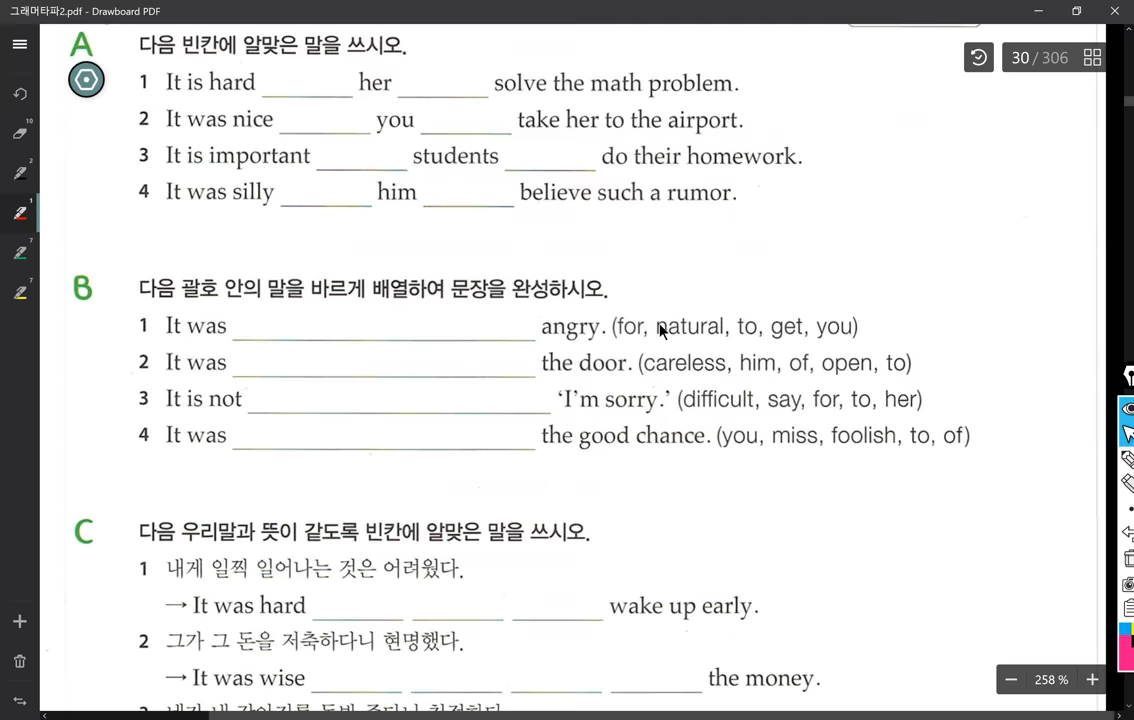 그래머타파2.pdf - Drawboard PDF
30 / 306
A 다음 빈칸에 알맞은 말을 쓰시오.
1 It is hard ________ her ________ solve the math problem.
2 It was nice ________ you ________ take her to the airport.
3 It is important ________ students ________ do their homework.
4 It was silly ________ him ________ believe such a rumor.
B 다음 괄호 안의 말을 바르게 배열하여 문장을 완성하시오.
1 It was ________ angry. (for, natural, to, get, you)
2 It was ________ the door. (careless, him, of, open, to)
3 It is not ________ ‘I’m sorry.’ (difficult, say, for, to, her)
4 It was ________ the good chance. (you, miss, foolish, to, of)
C 다음 우리말과 뜻이 같도록 빈칸에 알맞은 말을 쓰시오.
1 내게 일찍 일어나는 것은 어려웠다.
→ It was hard ________ ________ ________ wake up early.
2 그가 그 돈을 저축하다니 현명했다.
→ It was wise ________ ________ ________ ________ the money.
258 %
10
2
1
7
7